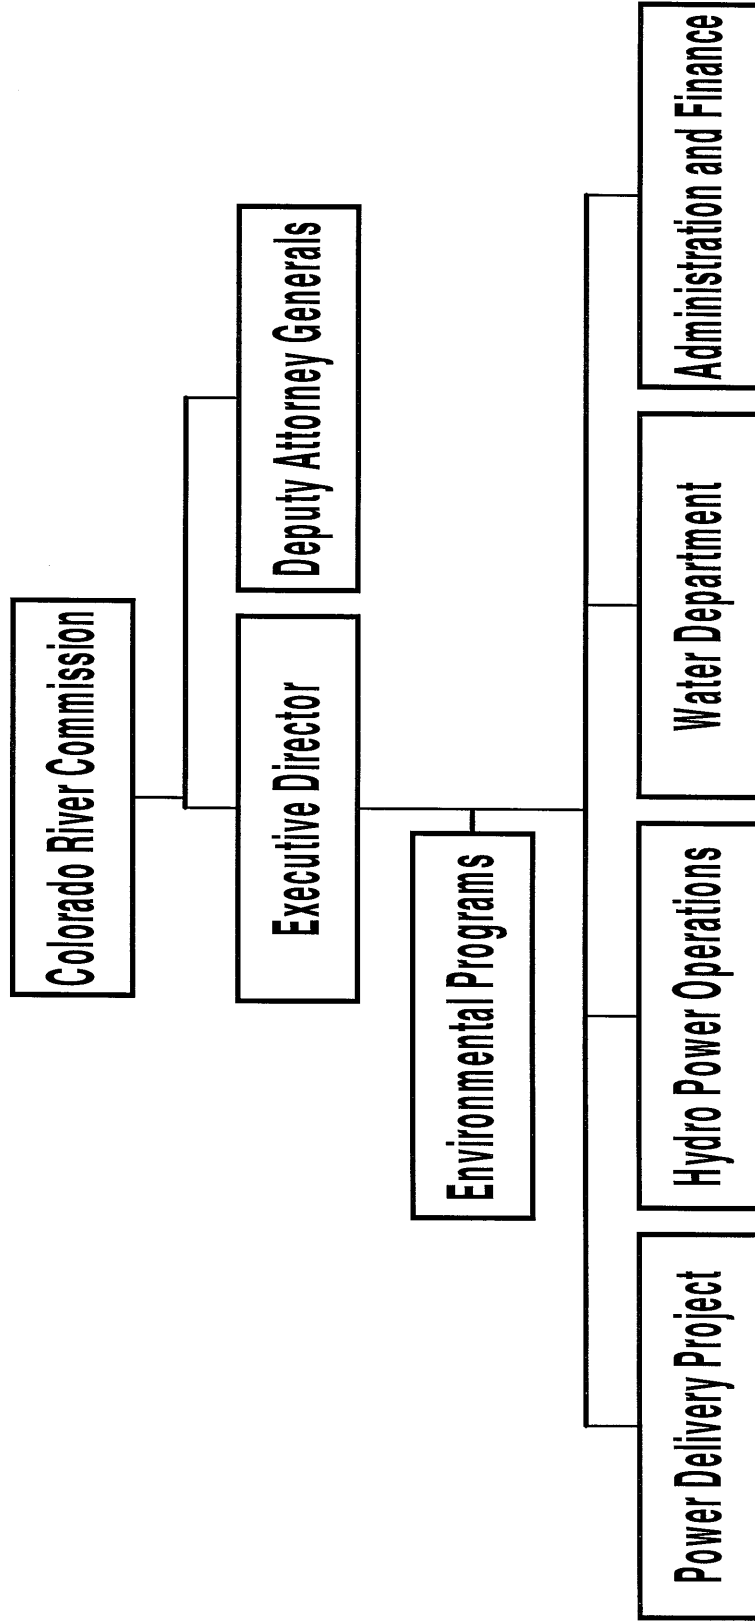 Colorado River Commission
Executive Director
Deputy Attorney Generals
Environmental Programs
Power Delivery Project
Hydro Power Operations
Water Department
Administration and Finance